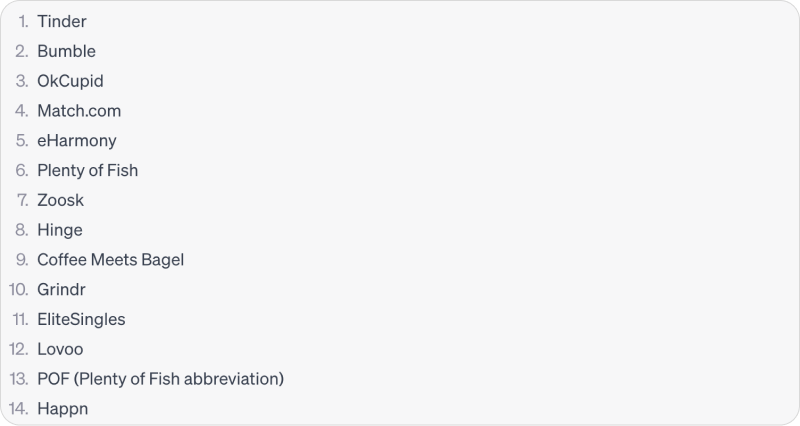 1. Tinder
2. Bumble
3. OkCupid
4. Match.com
5. eHarmony
6. Plenty of Fish
7. Zoosk
8. Hinge
9. Coffee Meets Bagel
10. Grindr
11. EliteSingles
12. Lovoo
13. POF (Plenty of Fish abbreviation)
14. Happn